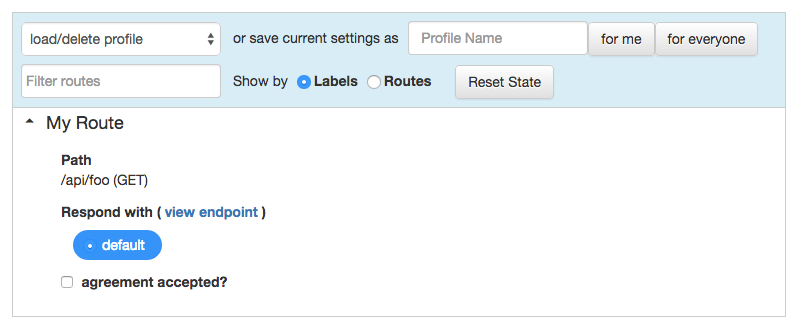 load/delete profile or save current settings as Profile Name for me for everyone
Filter routes Show by Labels Routes Reset State
My Route
Path
/api/foo (GET)
Respond with ( view endpoint )
default
agreement accepted?